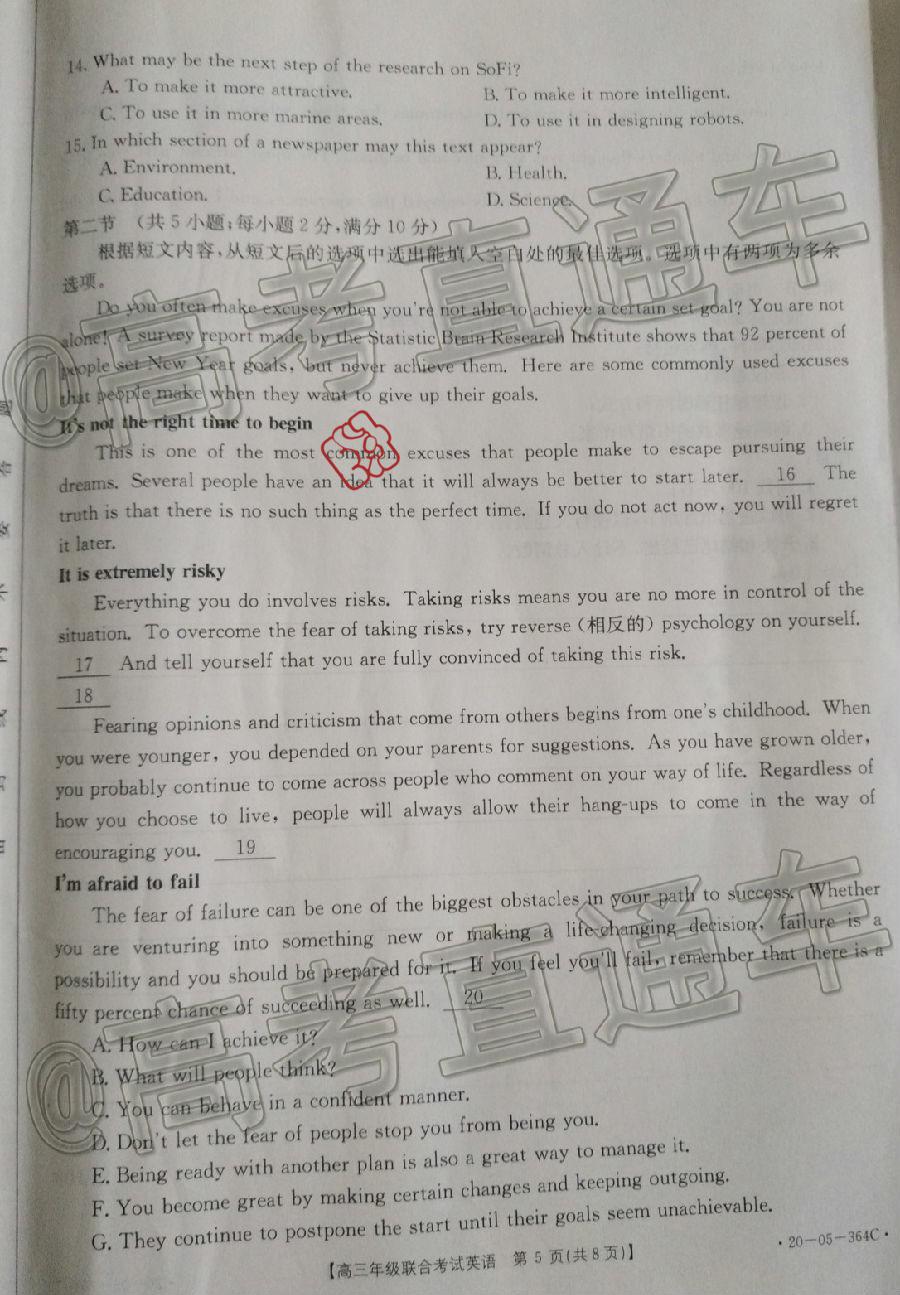 14. What may be the next step of the research on SoFi?
A. To make it more attractive. B. To make it more intelligent.
C. To use it in more marine areas. D. To use it in designing robots.
15. In which section of a newspaper may this text appear?
A. Environment. B. Health.
C. Education. D. Science.
第二节 (共5小题;每小题2分,满分10分)
根据短文内容,从短文后的选项中选出能填入空白处的最佳选项。选项中有两项为多余
选项。
Do you often make excuses when you're not able to achieve a certain set goal? You are not
alone! A survey report made by the Statistic Brain Research Institute shows that 92 percent of
people set New Year goals, but never achieve them. Here are some commonly used excuses
that people make when they want to give up their goals.
It's not the right time to begin
This is one of the most common excuses that people make to escape pursuing their
dreams. Several people have an idea that it will always be better to start later. 16 The
truth is that there is no such thing as the perfect time. If you do not act now, you will regret
it later.
It is extremely risky
Everything you do involves risks. Taking risks means you are no more in control of the
situation. To overcome the fear of taking risks, try reverse (相反的) psychology on yourself.
17 And tell yourself that you are fully convinced of taking this risk.
18
Fearing opinions and criticism that come from others begins from one's childhood. When
you were younger, you depended on your parents for suggestions. As you have grown older,
you probably continue to come across people who comment on your way of life. Regardless of
how you choose to live, people will always allow their hang-ups to come in the way of
encouraging you. 19
I'm afraid to fail
The fear of failure can be one of the biggest obstacles in your path to success. Whether
you are venturing into something new or making a life-changing decision, failure is a
possibility and you should be prepared for it. If you feel you'll fail, remember that there is a
fifty percent chance of succeeding as well. 20
A. How can I achieve it?
B. What will people think?
C. You can behave in a confident manner.
D. Don't let the fear of people stop you from being you.
E. Being ready with another plan is also a great way to manage it.
F. You become great by making certain changes and keeping outgoing.
G. They continue to postpone the start until their goals seem unachievable.
【高三年级联合考试英语 第5页(共8页)】
·20-05-364C·
@高考直通车
@高考直通车